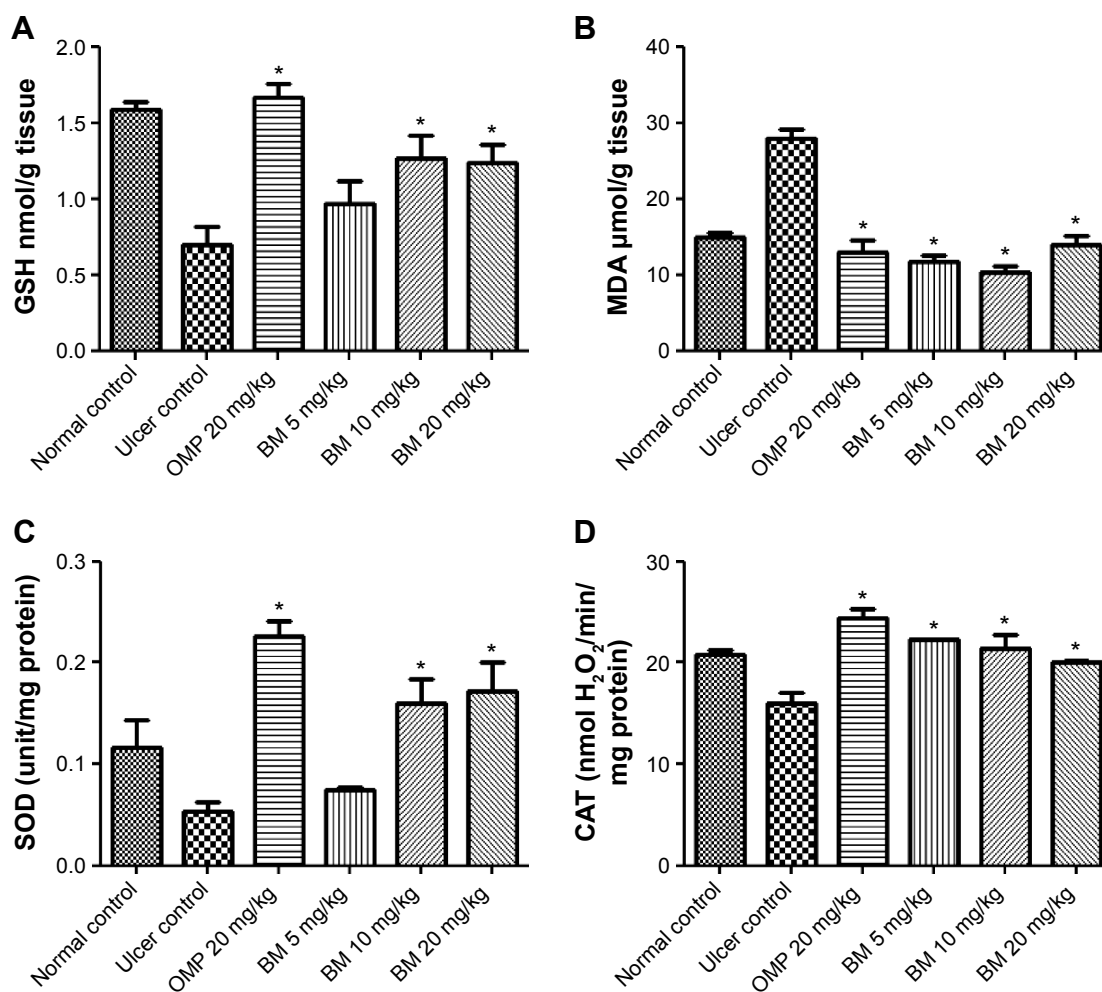 A
GSH nmol/g tissue
2.0
1.5
1.0
0.5
0.0
*
*
*
Normal control
Ulcer control
OMP 20 mg/kg
BM 5 mg/kg
BM 10 mg/kg
BM 20 mg/kg
B
MDA µmol/g tissue
40
30
20
10
0
*
*
*
*
Normal control
Ulcer control
OMP 20 mg/kg
BM 5 mg/kg
BM 10 mg/kg
BM 20 mg/kg
C
SOD (unit/mg protein)
0.3
0.2
0.1
0.0
*
*
*
Normal control
Ulcer control
OMP 20 mg/kg
BM 5 mg/kg
BM 10 mg/kg
BM 20 mg/kg
D
CAT (nmol H₂O₂/min/
mg protein)
30
20
10
0
*
*
*
*
Normal control
Ulcer control
OMP 20 mg/kg
BM 5 mg/kg
BM 10 mg/kg
BM 20 mg/kg